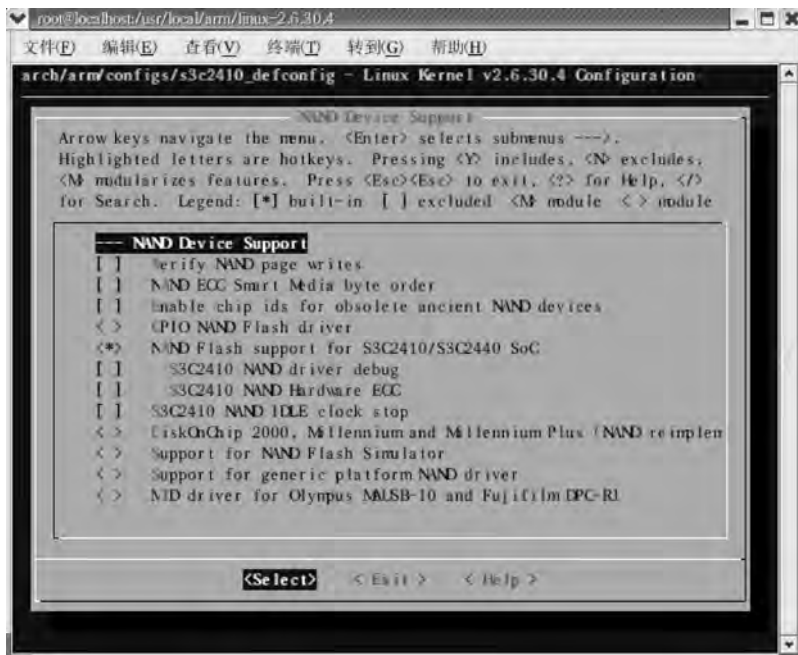 root@localhost:/usr/local/arm/linux-2.6.30.4
文件(F) 编辑(E) 查看(V) 终端(T) 转到(G) 帮助(H)
arch/arm/configs/s3c2410_defconfig - Linux Kernel v2.6.30.4 Configuration
NAND Device Support
Arrow keys navigate the menu. <Enter> selects submenus --->.
Highlighted letters are hotkeys. Pressing <Y> includes, <N> excludes,
<M> modularizes features. Press <Esc><Esc> to exit, <?> for Help, </>
for Search. Legend: [*] built-in [ ] excluded <M> module < > module
--- NAND Device Support
[ ] Verify NAND page writes
[ ] NAND ECC Smart Media byte order
[ ] Enable chip ids for obsolete ancient NAND devices
< > GPIO NAND Flash driver
<*> NAND Flash support for S3C2410/S3C2440 SoC
[ ] S3C2410 NAND driver debug
[ ] S3C2410 NAND Hardware ECC
[ ] S3C2410 NAND IDLE clock stop
< > DiskOnChip 2000, Millennium and Millennium Plus (NAND reimplem
< > Support for NAND Flash Simulator
< > Support for generic platform NAND driver
< > MTD driver for Olympus MAUSB-10 and Fujifilm DPC-R1
<Select> < Exit > < Help >